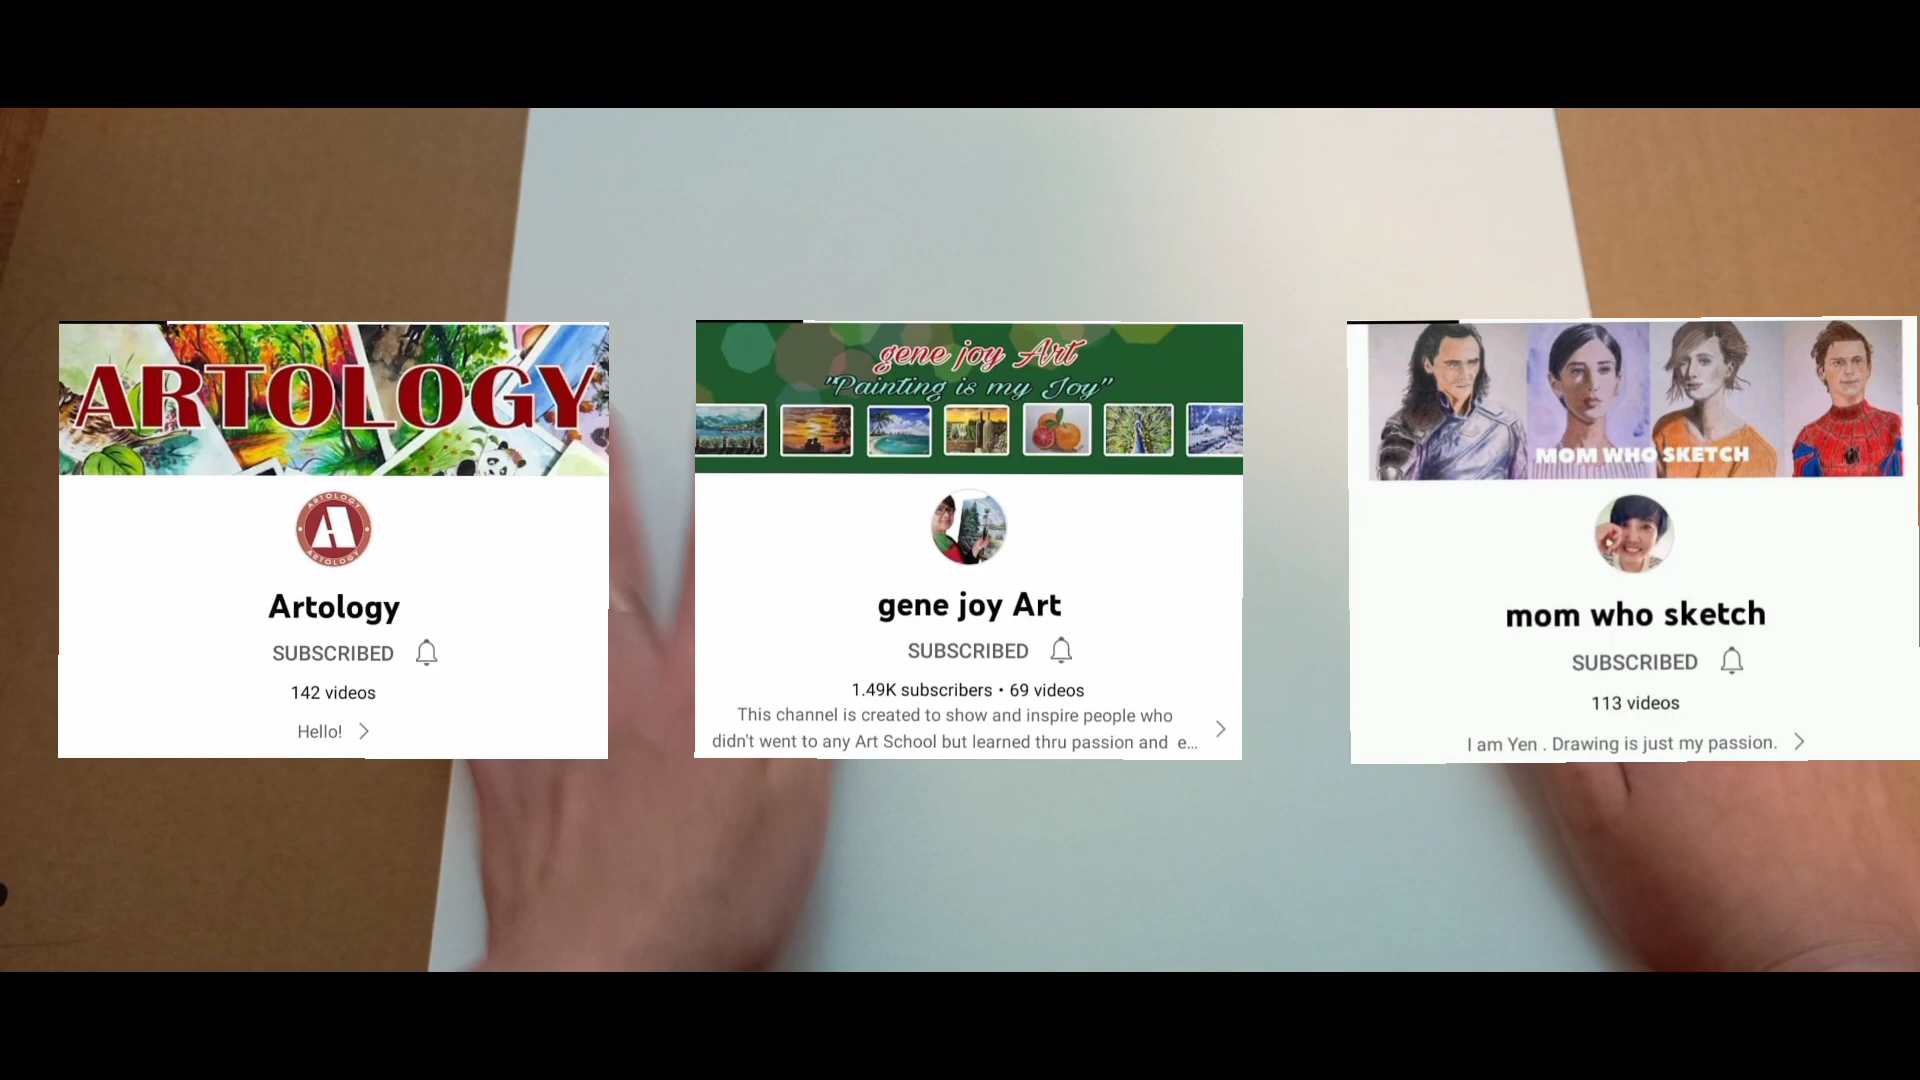 ARTOLOGY
ARTOLOGY
A
ARTOLOGY
Artology
SUBSCRIBED
142 videos
Hello!
gene joy Art
"Painting is my Joy"
gene joy Art
SUBSCRIBED
1.49K subscribers • 69 videos
This channel is created to show and inspire people who
didn't went to any Art School but learned thru passion and e...
MOM WHO SKETCH
mom who sketch
SUBSCRIBED
113 videos
I am Yen . Drawing is just my passion.